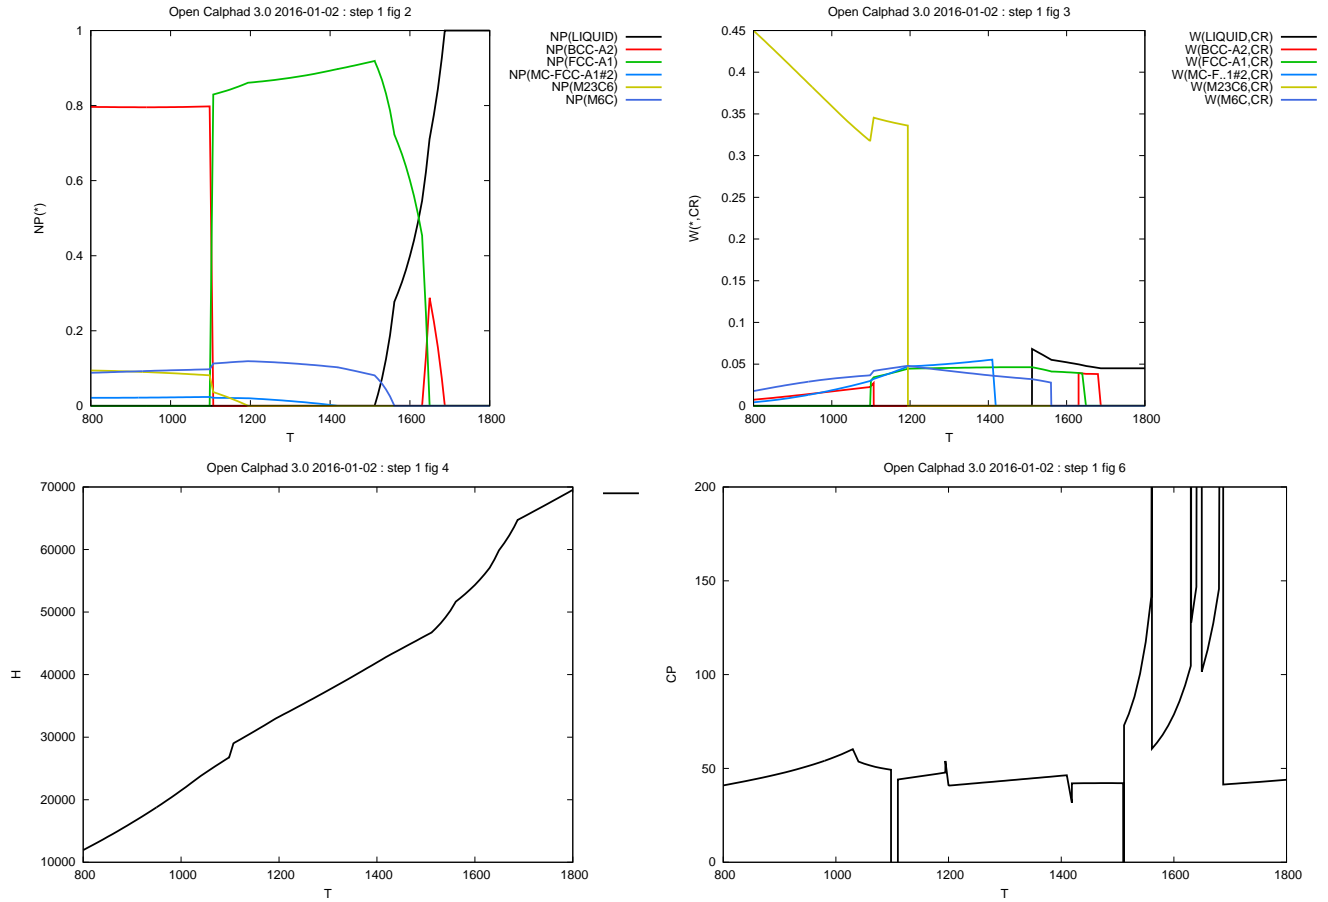 Open Calphad 3.0 2016-01-02 : step 1 fig 2
NP(*)
1
0.8
0.6
0.4
0.2
0
800 1000 1200 1400 1600 1800
T
NP(LIQUID)
NP(BCC-A2)
NP(FCC-A1)
NP(MC-FCC-A1#2)
NP(M23C6)
NP(M6C)
Open Calphad 3.0 2016-01-02 : step 1 fig 3
W(*,CR)
0.45
0.4
0.35
0.3
0.25
0.2
0.15
0.1
0.05
0
800 1000 1200 1400 1600 1800
T
W(LIQUID,CR)
W(BCC-A2,CR)
W(FCC-A1,CR)
W(MC-F..1#2,CR)
W(M23C6,CR)
W(M6C,CR)
Open Calphad 3.0 2016-01-02 : step 1 fig 4
H
70000
60000
50000
40000
30000
20000
10000
800 1000 1200 1400 1600 1800
T
Open Calphad 3.0 2016-01-02 : step 1 fig 6
CP
200
150
100
50
0
800 1000 1200 1400 1600 1800
T